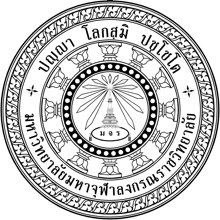 ปญฺญา โลกสฺมิ ปชฺโชโต
มหาวิทยาลัยมหาจุฬาลงกรณราชวิทยาลัย
ม จ ร